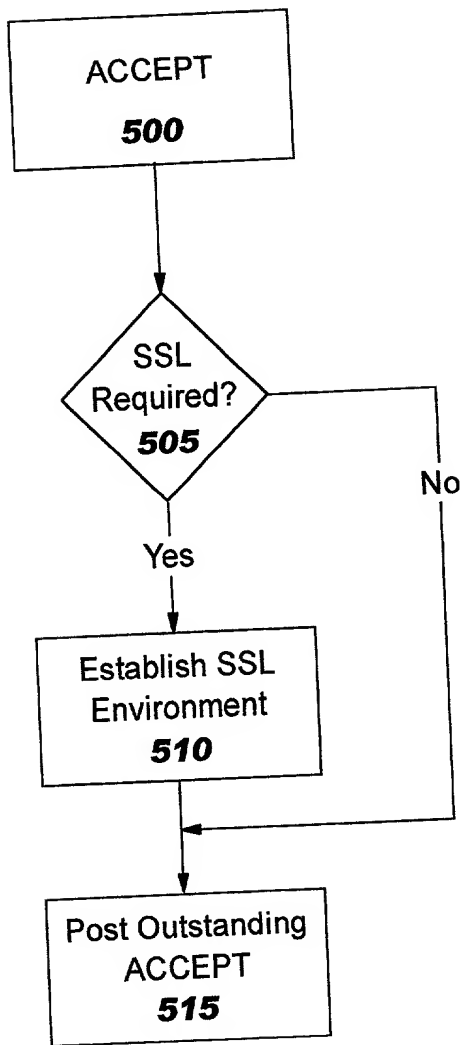 ACCEPT
500
SSL
Required?
505
No
Yes
Establish SSL
Environment
510
Post Outstanding
ACCEPT
515